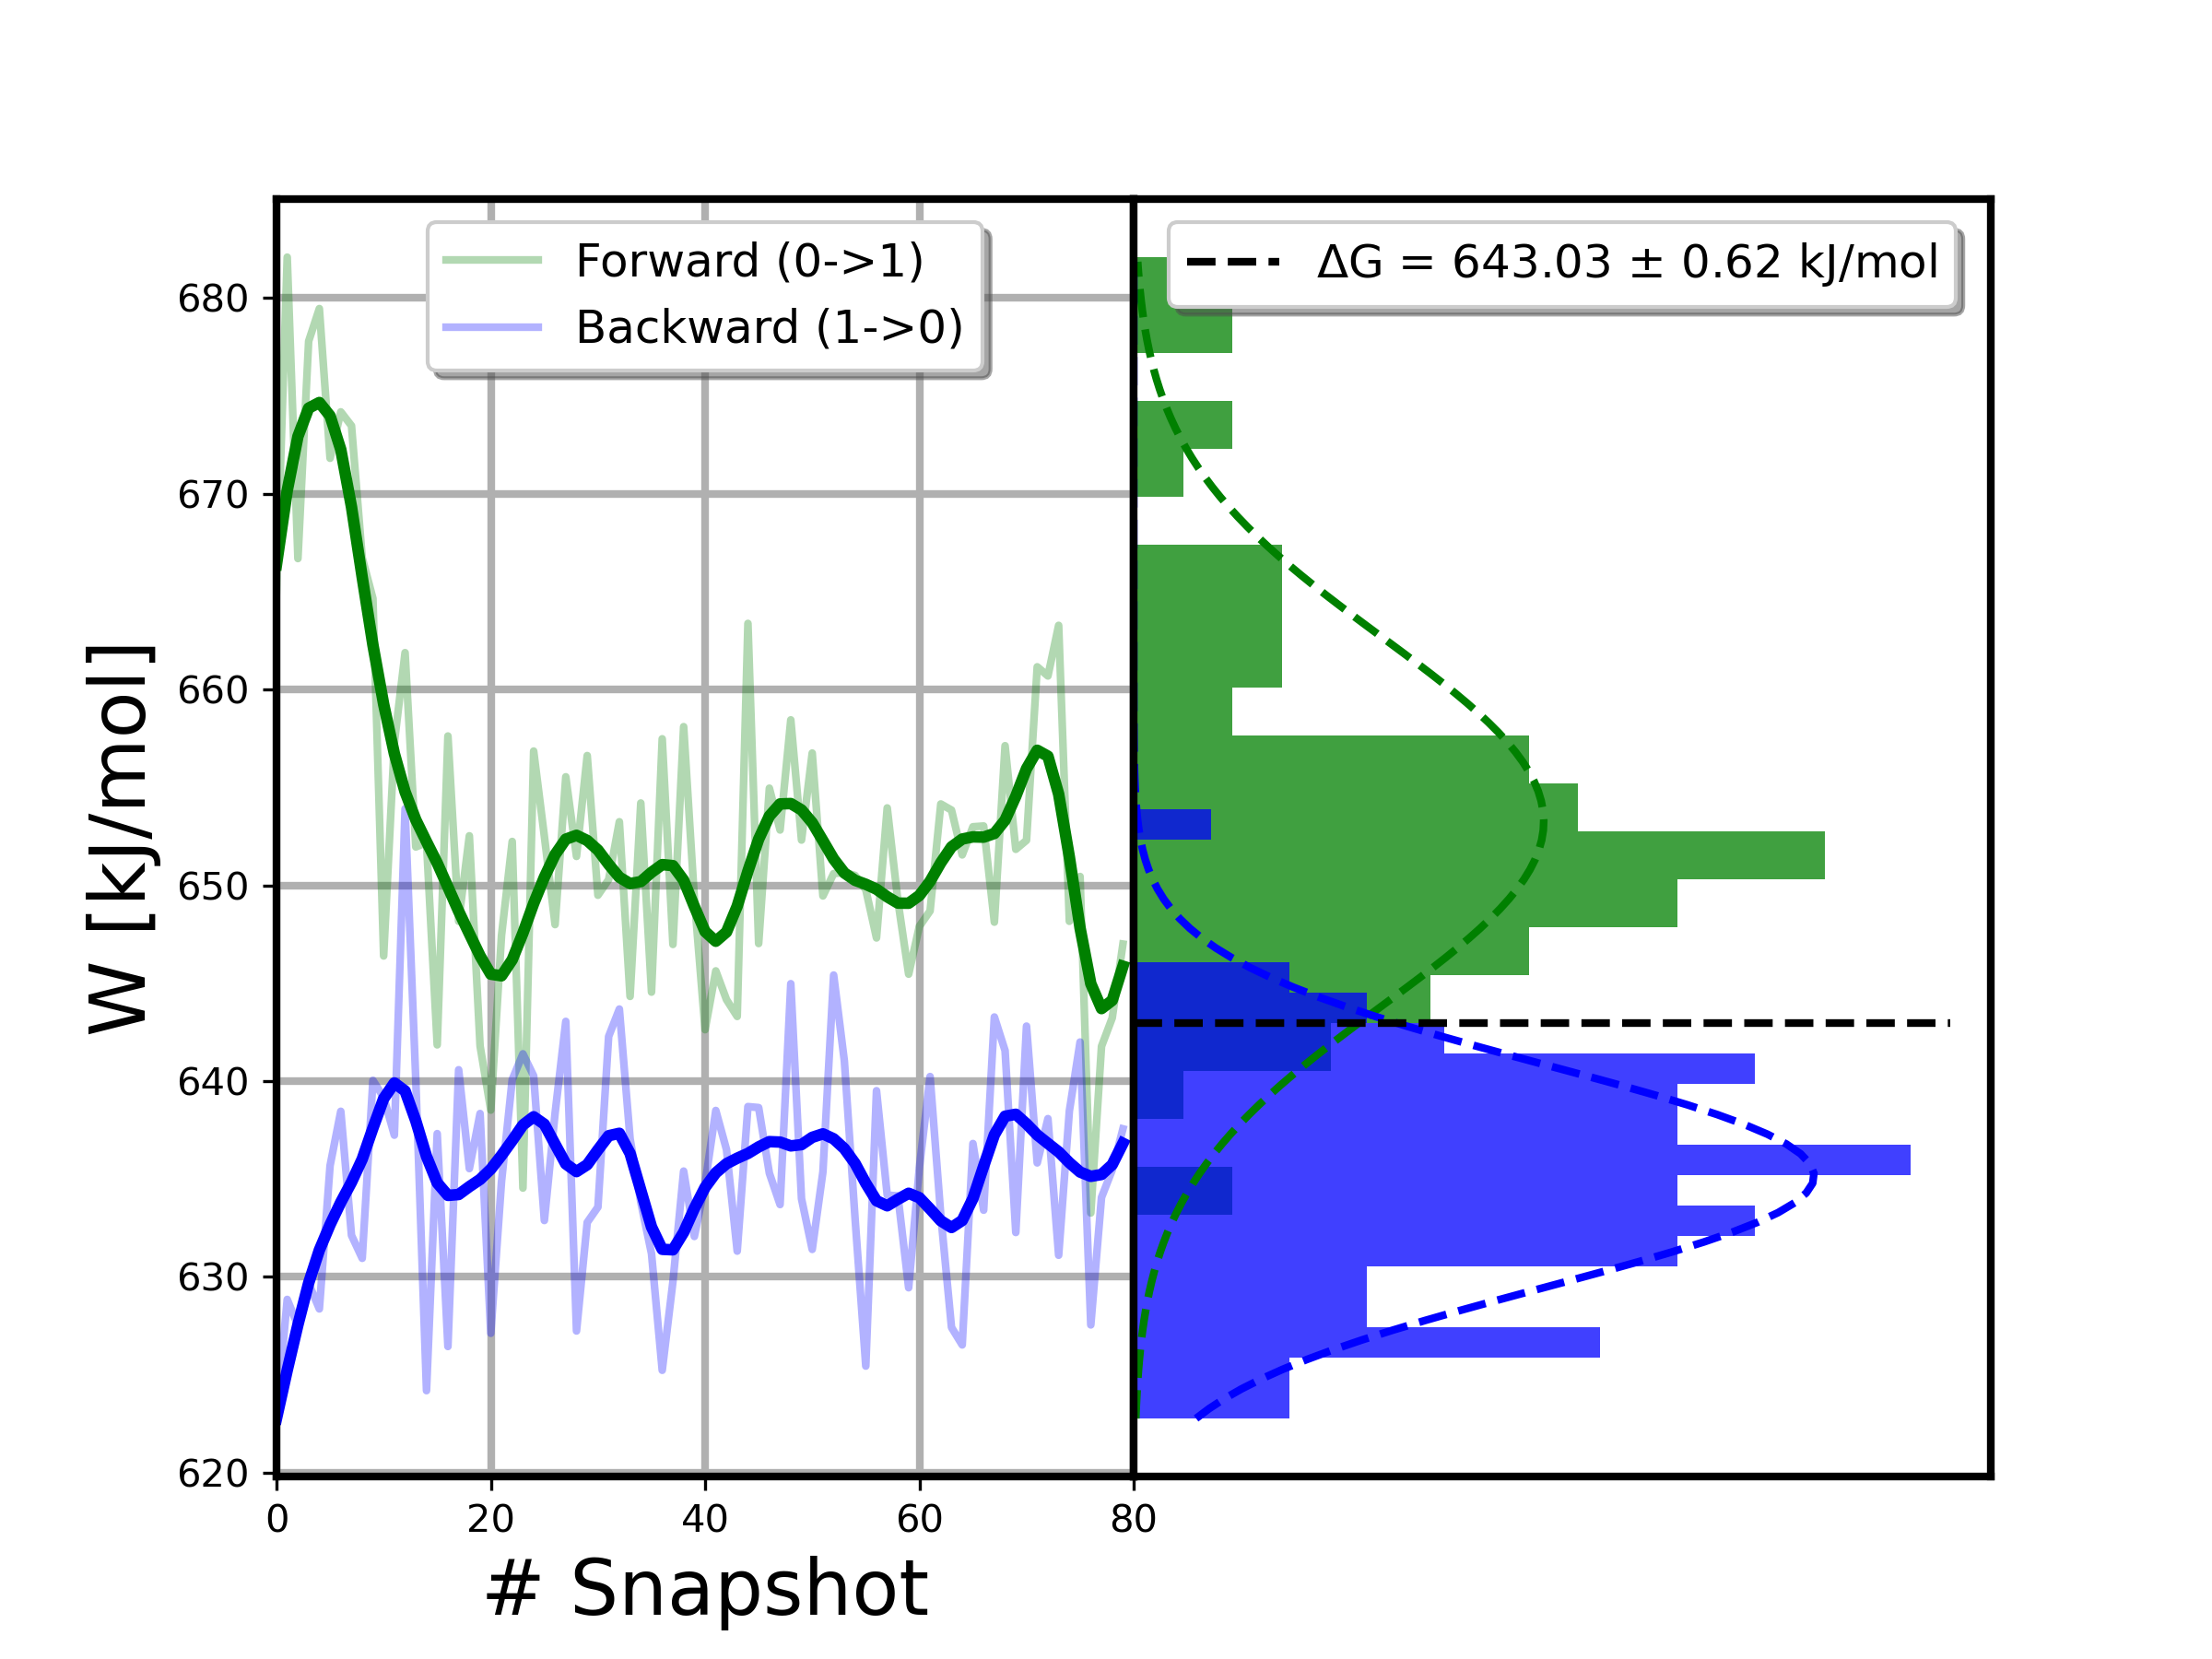 Forward (0->1)
Backward (1->0)
ΔG = 643.03 ± 0.62 kJ/mol
W [kJ/mol]
680
670
660
650
640
630
620
0 20 40 60 80
# Snapshot